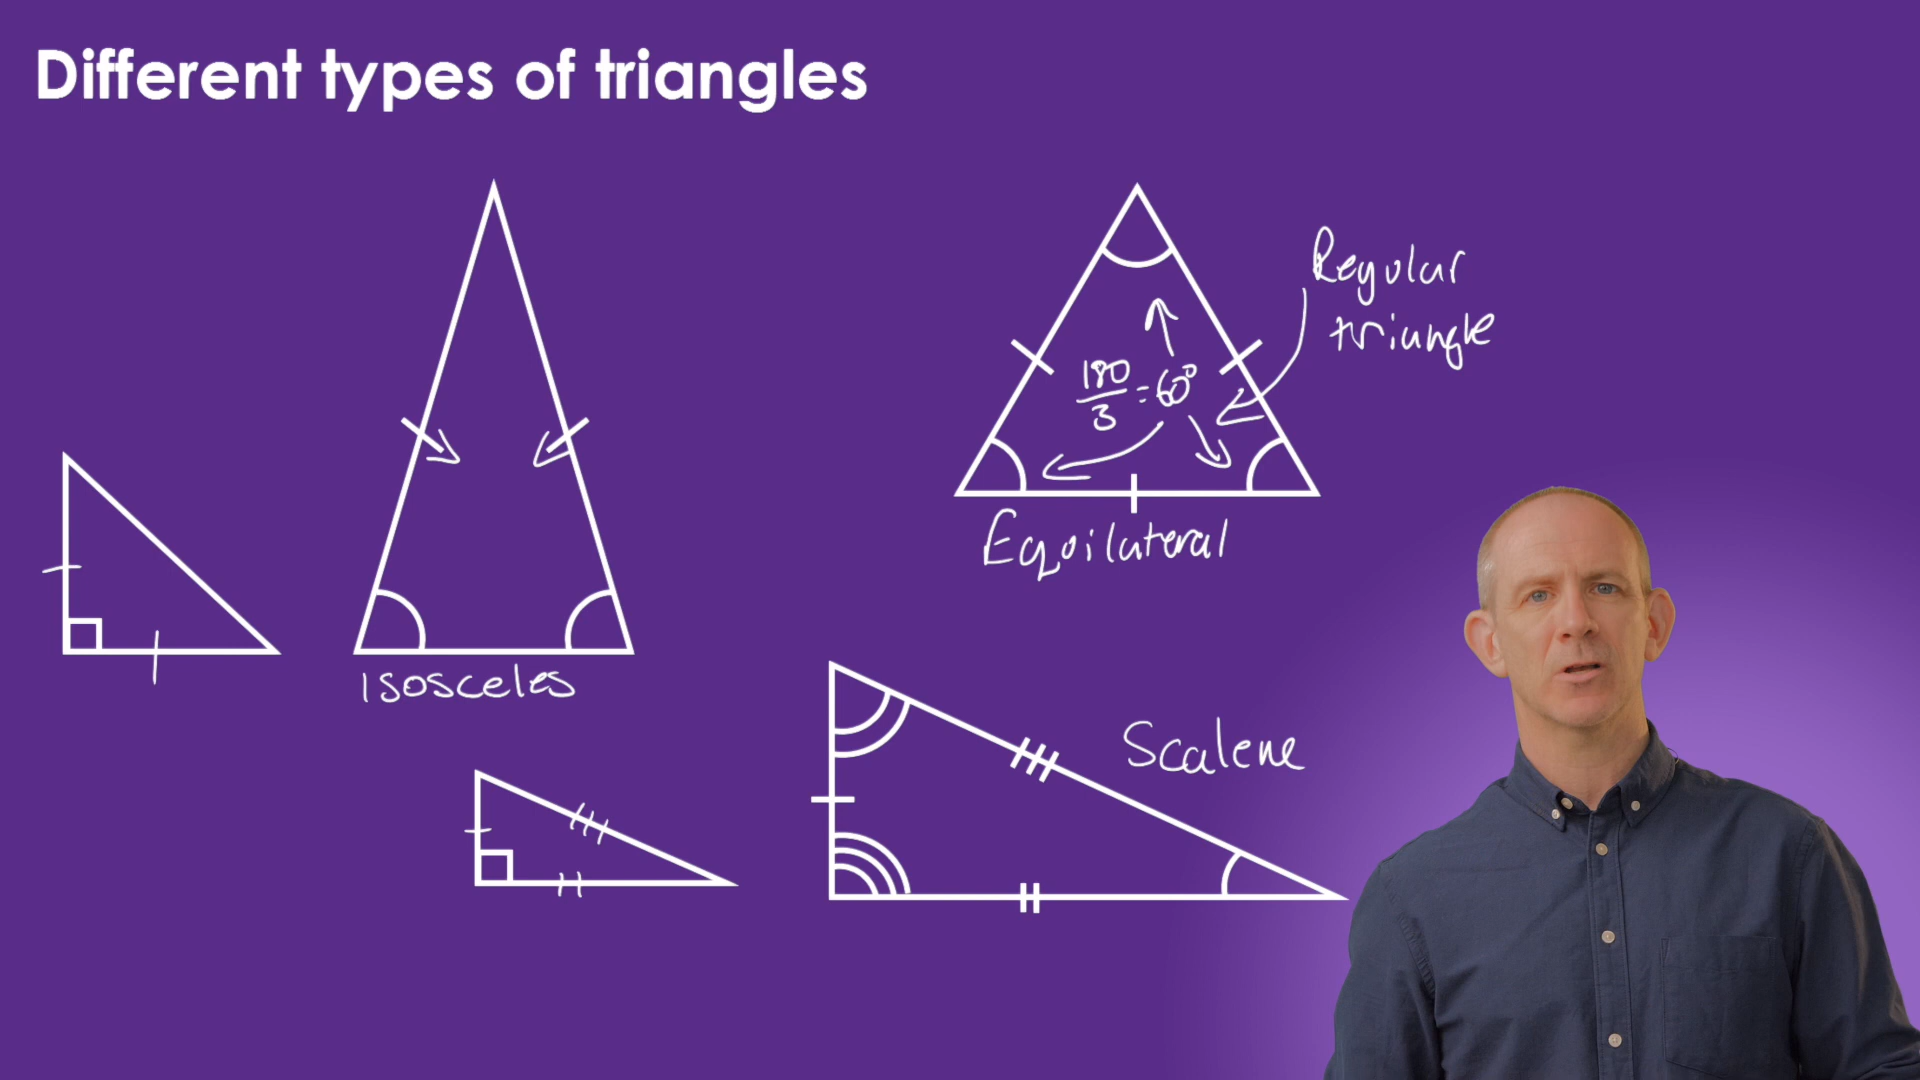 Different types of triangles
Regular
triangle
180
3
=60°
Equilateral
Isosceles
Scalene